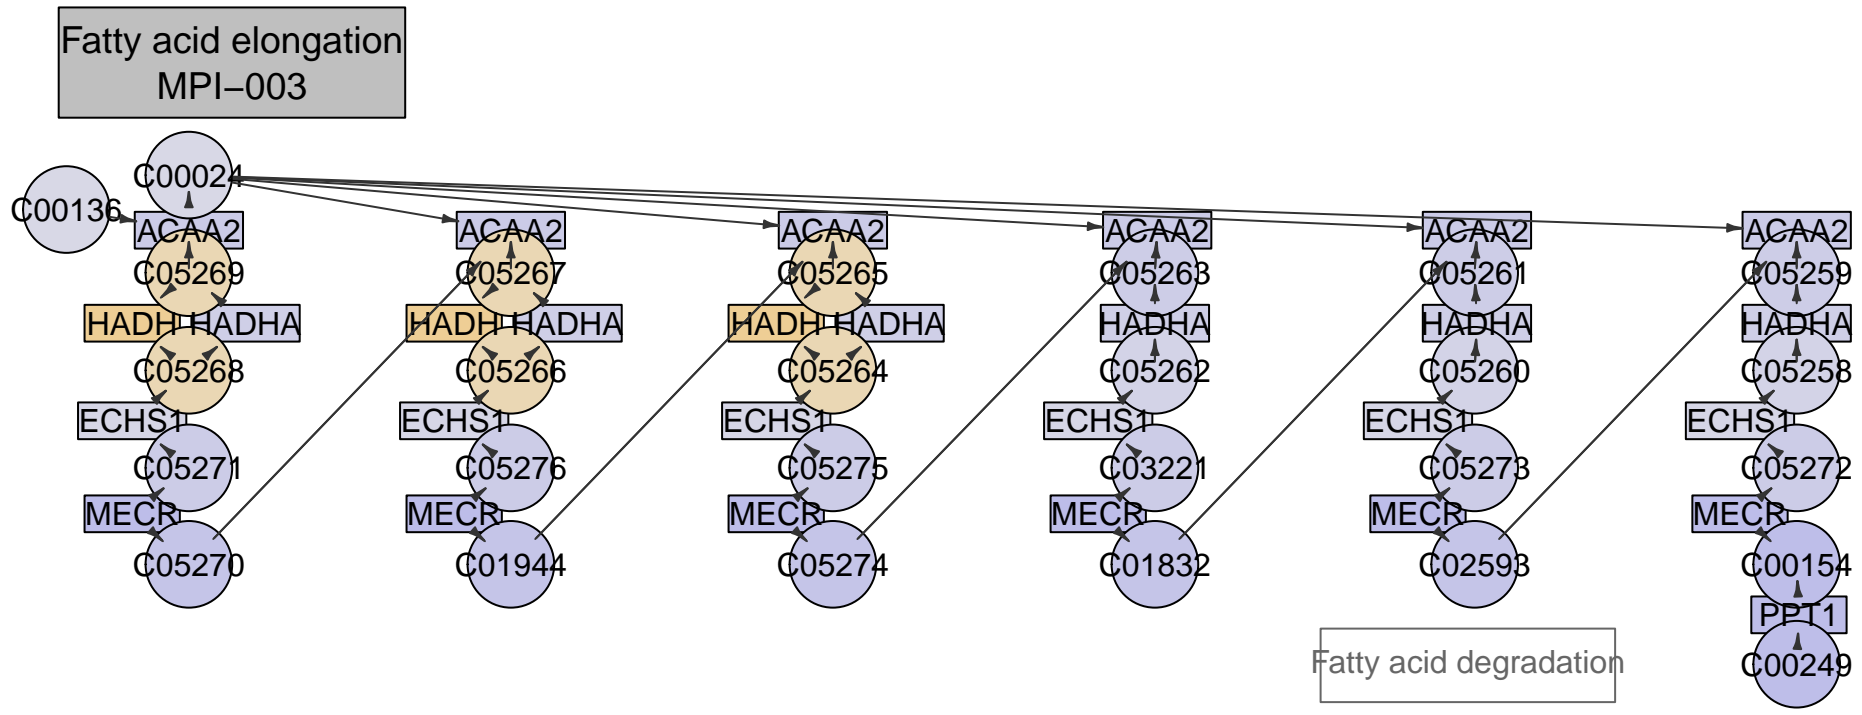 Fatty acid elongation
MPI−003
C00024
C00136
ACAA2 ACAA2 ACAA2 ACAA2 ACAA2 ACAA2
C05269 C05267 C05265 C05263 C05261 C05259
HADH HADHA HADH HADHA HADH HADHA HADHA HADHA HADHA
C05268 C05266 C05264 C05262 C05260 C05258
ECHS1 ECHS1 ECHS1 ECHS1 ECHS1 ECHS1
C05271 C05276 C05275 C03221 C05273 C05272
MECR MECR MECR MECR MECR MECR
C05270 C01944 C05274 C01832 C02593 C00154
PPT1
Fatty acid degradation C00249